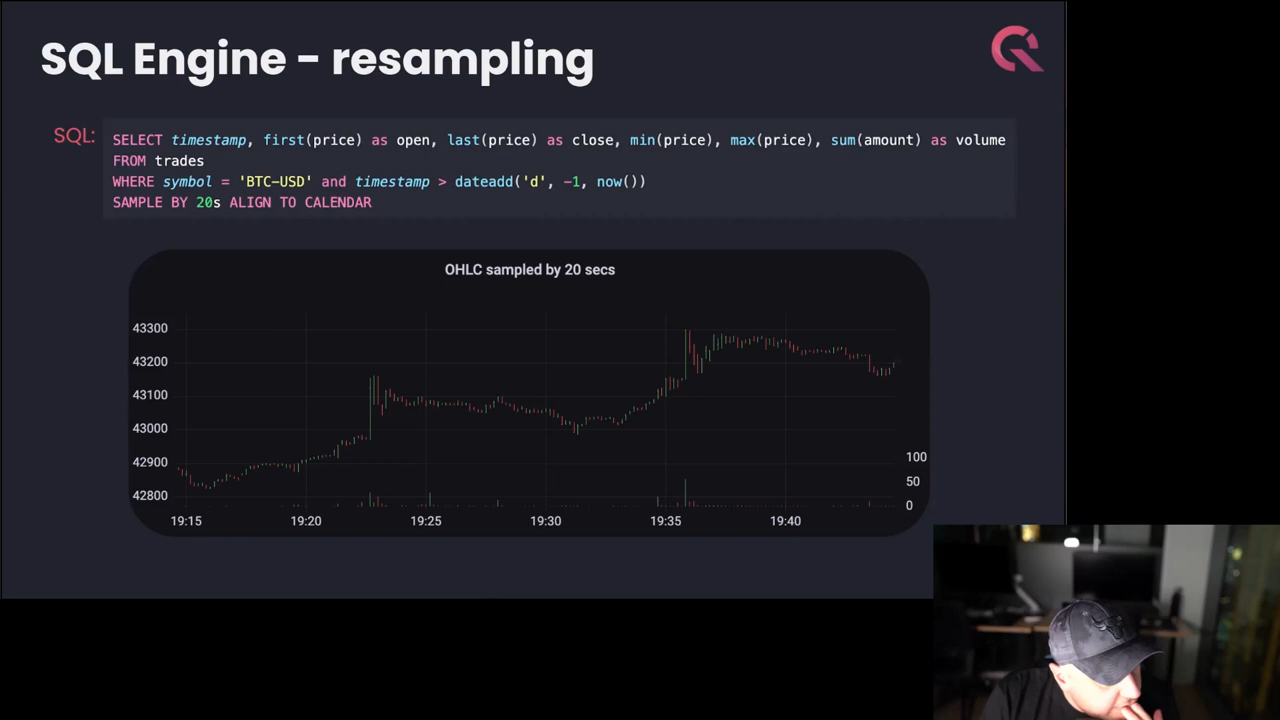 SQL Engine - resampling
SQL:
SELECT timestamp, first(price) as open, last(price) as close, min(price), max(price), sum(amount) as volume
FROM trades
WHERE symbol = 'BTC-USD' and timestamp > dateadd('d', -1, now())
SAMPLE BY 20s ALIGN TO CALENDAR
OHLC sampled by 20 secs
43300
43200
43100
43000
42900
42800
100
50
0
19:15 19:20 19:25 19:30 19:35 19:40